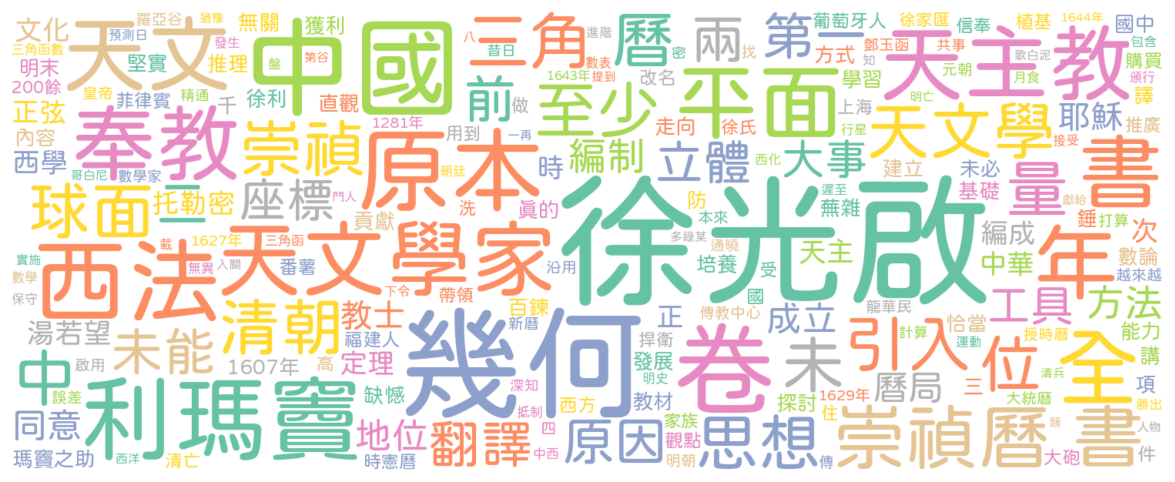 文化
三角函數
猶豫
預測日
羅亞谷
發生
明末
200餘
皇帝
堅實
無關
推理
第谷
盤
獲利
徐利
菲律賓
精通
千
天文
中國
三角
八
昔日
進階
數表
1643年
提到
曆
密
改名
兩
找
第一
葡萄牙人
方式
鄧玉函
知
學習
徐家匯
信奉
共事
元朝
植基
歌白泥
月食
1644年
國中
包含
購買
頒行
明亡
譯
天主教
正弦
內容
西學
哥白尼
數學家
奉教
門人
崇禎
直觀
1281年
用到
朝廷
前
做
一再
原本
至少
平面
走向
徐氏
上海
編制
立體
大事
天文學
行星
接受
耶穌
推廣
建立
未必
基礎
西化
遲至
蕪雜
量
獻給
打算
錘
書
球面
二
托勒密
座標
貢獻
洗
時
眞的
防
本來
多祿某
通曉
培養
受
天主
編成
中華
次
數論
越來越
載
1627年
三角函
無異
入關
番薯
實施
數學
保守
西法
天文學家
下令
帶領
汾用
徐光啟
國
傳教中心
龍華民
工具
年
方法
能力
湯若望
啟用
未能
清朝
教士
福建人
百鍊
新曆
高
定理
正
捍衛
發展
明史
成立
計算
恰當
運動
授時曆
清兵
大統曆
講
項
勝出
中
誤差
利瑪竇
1607年
缺憾
深知
抵制
幾何
西方
教材
家族
觀點
明朝
卷
探討
住
傳
未
1629年
曆局
三
引入
位
類
全
人物
件
同意
瑪竇之助
西洋
清亡
時憲曆
地位
四
中西
翻譯
原因
思想
崇禎曆書
大砲